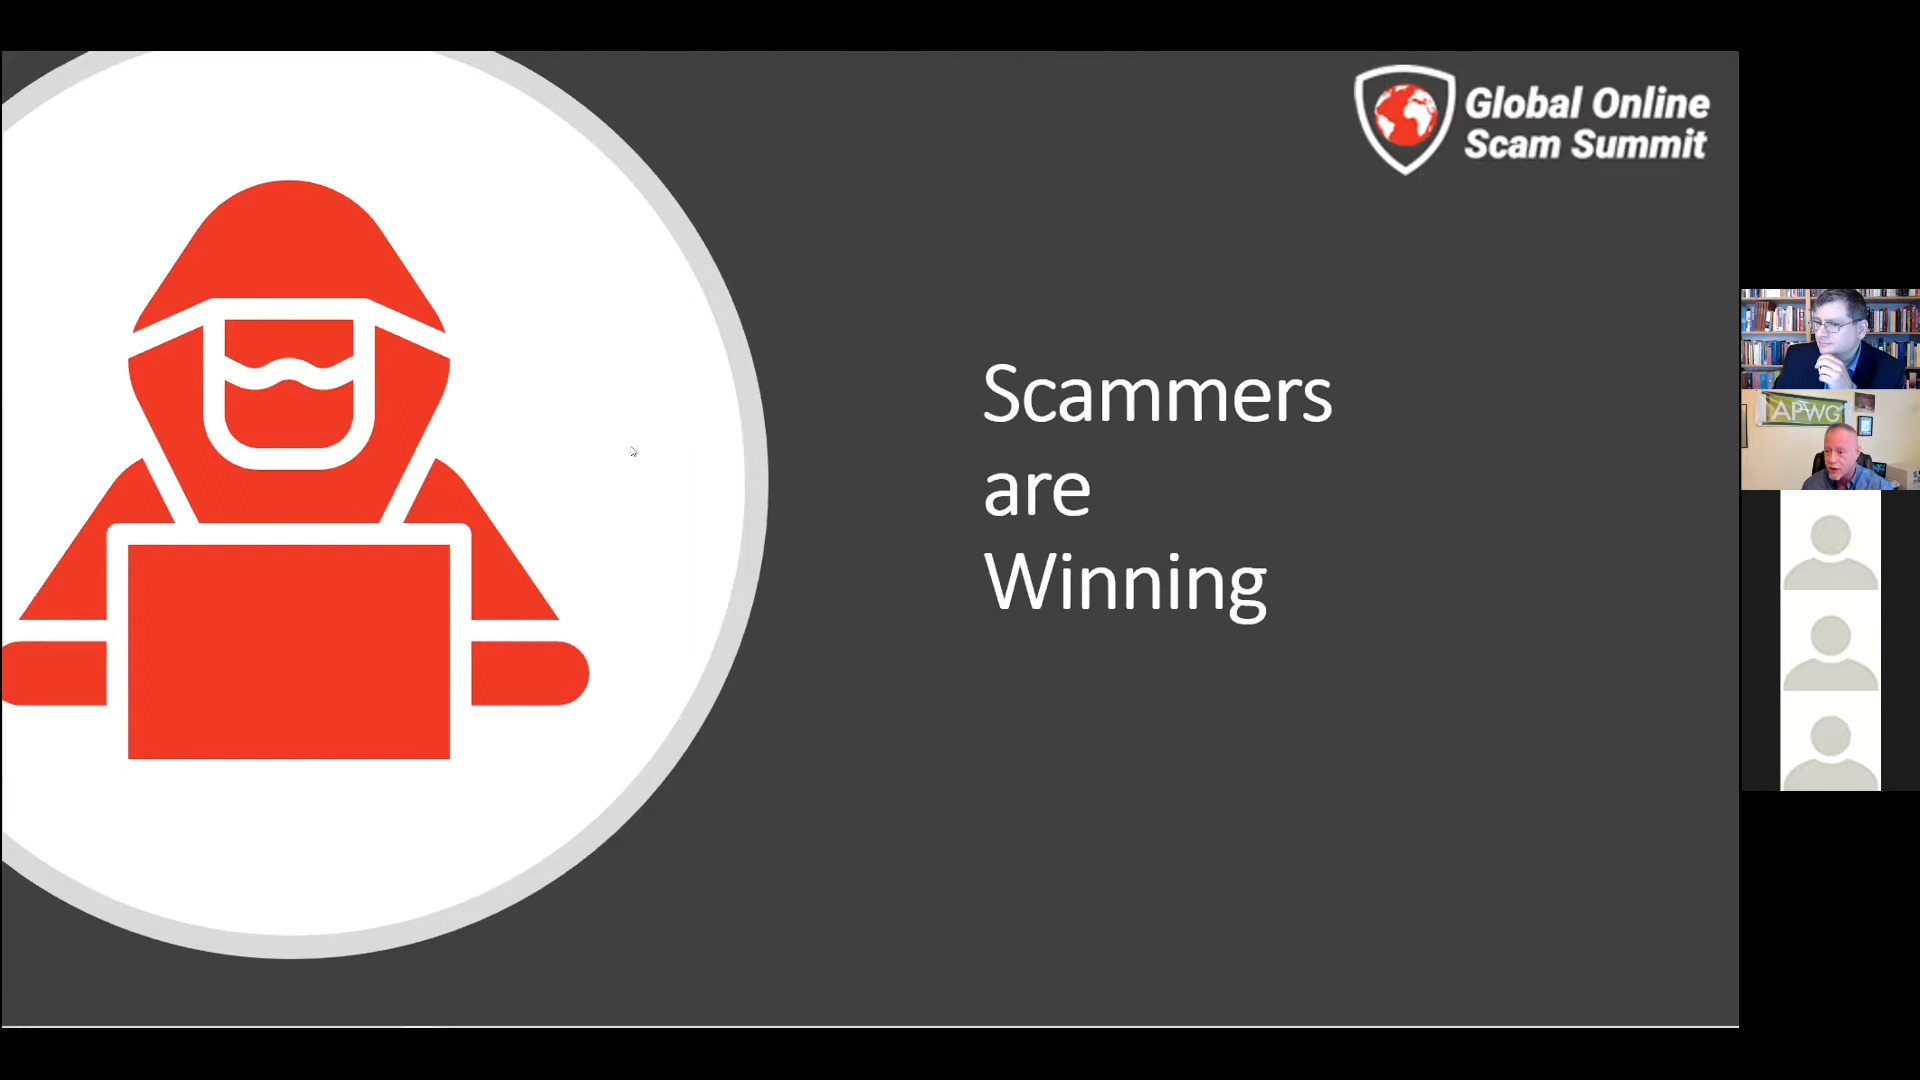 Global Online
Scam Summit
Scammers
are
Winning
APWG